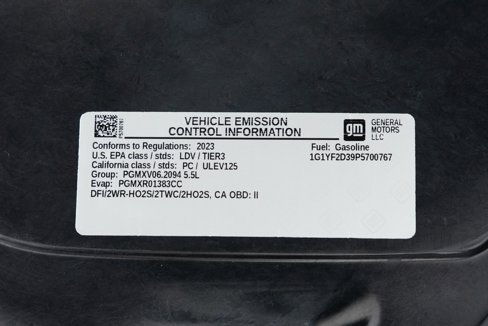 VEHICLE EMISSION
CONTROL INFORMATION
gm GENERAL
MOTORS
LLC
Conforms to Regulations: 2023
Fuel: Gasoline
U.S. EPA class / stds: LDV / TIER3
1G1YF2D39P5700767
California class / stds: PC / ULEV125
Group: PGMXV06.2094 5.5L
Evap: PGMXR01383CC
DFI/2WR-HO2S/2TWC/2HO2S, CA OBD: II